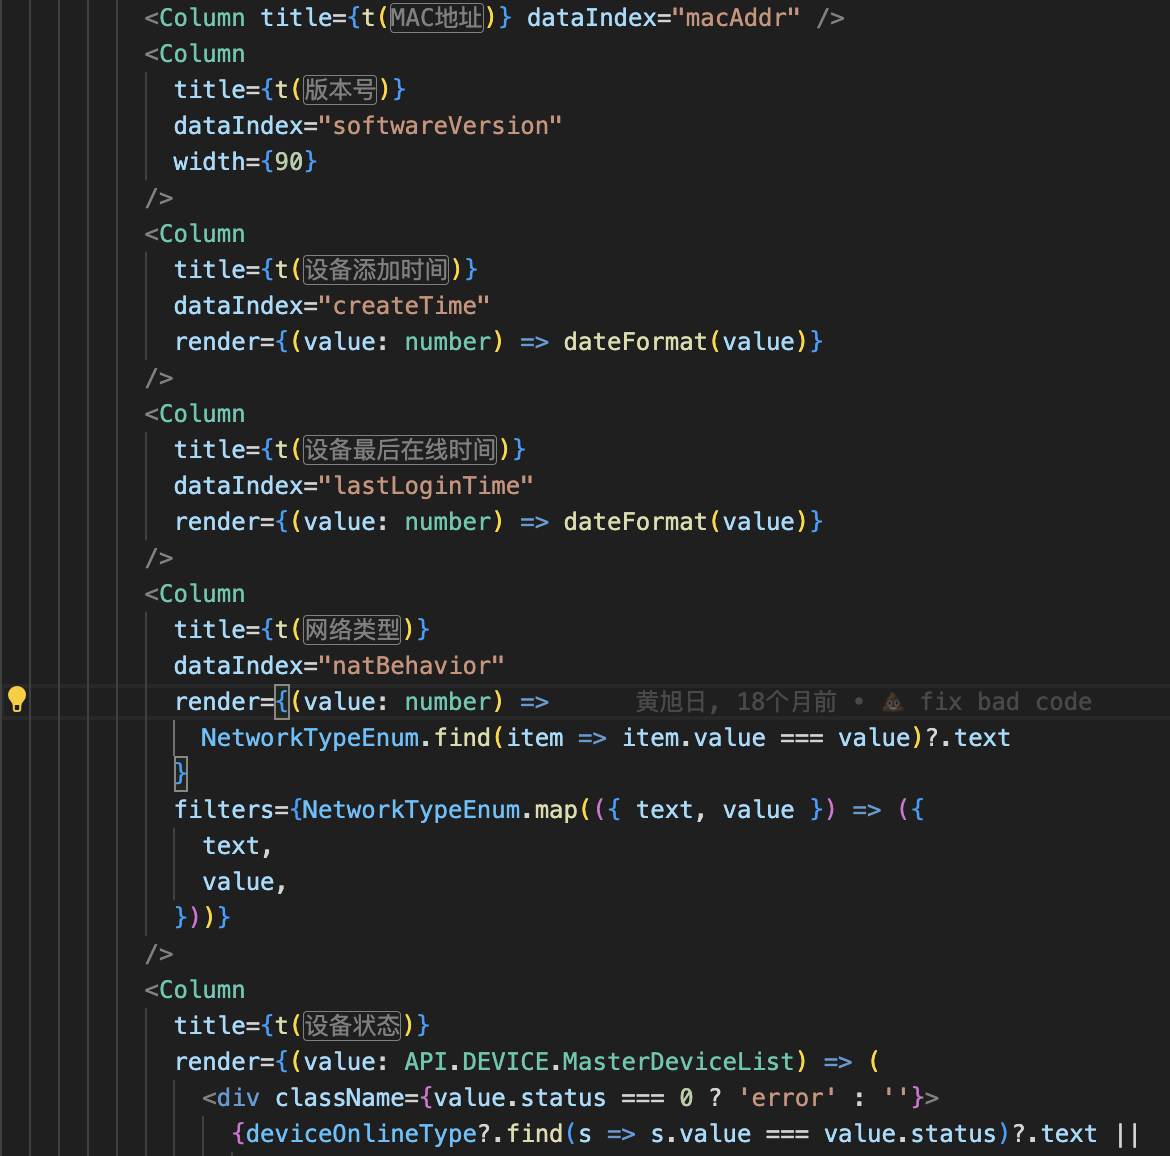 <Column title={t(MAC地址)} dataIndex="macAddr" />
<Column
title={t(版本号)}
dataIndex="softwareVersion"
width={90}
/>
<Column
title={t(设备添加时间)}
dataIndex="createTime"
render={(value: number) => dateFormat(value)}
/>
<Column
title={t(设备最后在线时间)}
dataIndex="lastLoginTime"
render={(value: number) => dateFormat(value)}
/>
<Column
title={t(网络类型)}
dataIndex="natBehavior"
render={(value: number) => 黄旭日, 18个月前 • 💩 fix bad code
NetworkTypeEnum.find(item => item.value === value)?.text
}
filters={NetworkTypeEnum.map(({ text, value }) => ({
text,
value,
}))}
/>
<Column
title={t(设备状态)}
render={(value: API.DEVICE.MasterDeviceList) => (
<div className={value.status === 0 ? 'error' : ''}>
{deviceOnlineType?.find(s => s.value === value.status)?.text ||